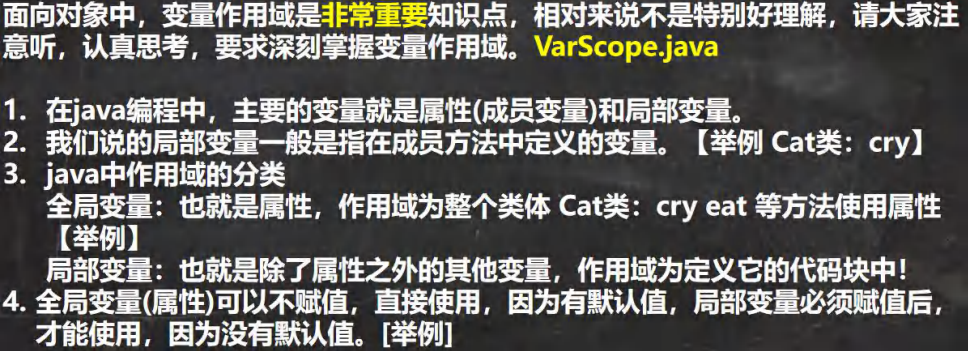 面向对象中，变量作用域是非常重要知识点，相对来说不是特别好理解，请大家注
意听，认真思考，要求深刻掌握变量作用域。VarScope.java
1. 在java编程中，主要的变量就是属性(成员变量)和局部变量。
2. 我们说的局部变量一般是指在成员方法中定义的变量。【举例 Cat类：cry】
3. java中作用域的分类
全局变量：也就是属性，作用域为整个类体 Cat类：cry eat 等方法使用属性
【举例】
局部变量：也就是除了属性之外的其他变量，作用域为定义它的代码块中！
4. 全局变量(属性)可以不赋值，直接使用，因为有默认值，局部变量必须赋值后，
才能使用，因为没有默认值。[举例]